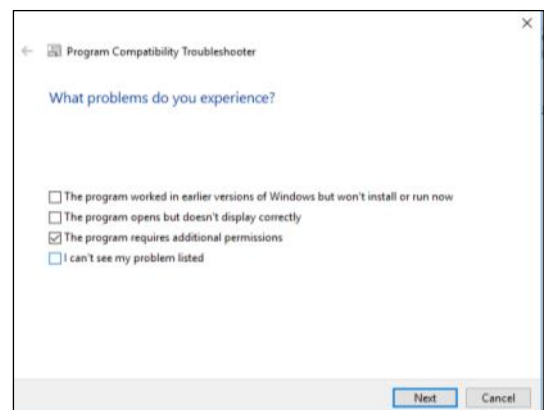 Program Compatibility Troubleshooter
What problems do you experience?
The program worked in earlier versions of Windows but won't install or run now
The program opens but doesn't display correctly
The program requires additional permissions
I can't see my problem listed
Next Cancel